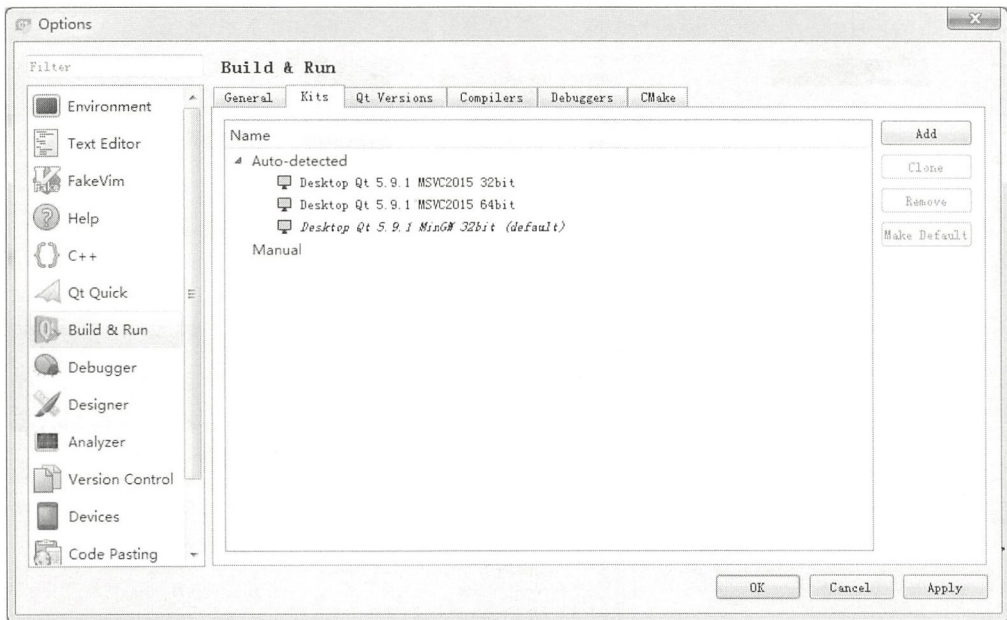 Options
Filter
Environment
Text Editor
FakeVim
Help
C++
Qt Quick
Build & Run
Debugger
Designer
Analyzer
Version Control
Devices
Code Pasting
Build & Run
General Kits Qt Versions Compilers Debuggers CMake
Name
Auto-detected
Desktop Qt 5.9.1 MSVC2015 32bit
Desktop Qt 5.9.1 MSVC2015 64bit
Desktop Qt 5.9.1 MinGW 32bit (default)
Manual
Add
Clone
Remove
Make Default
OK Cancel Apply